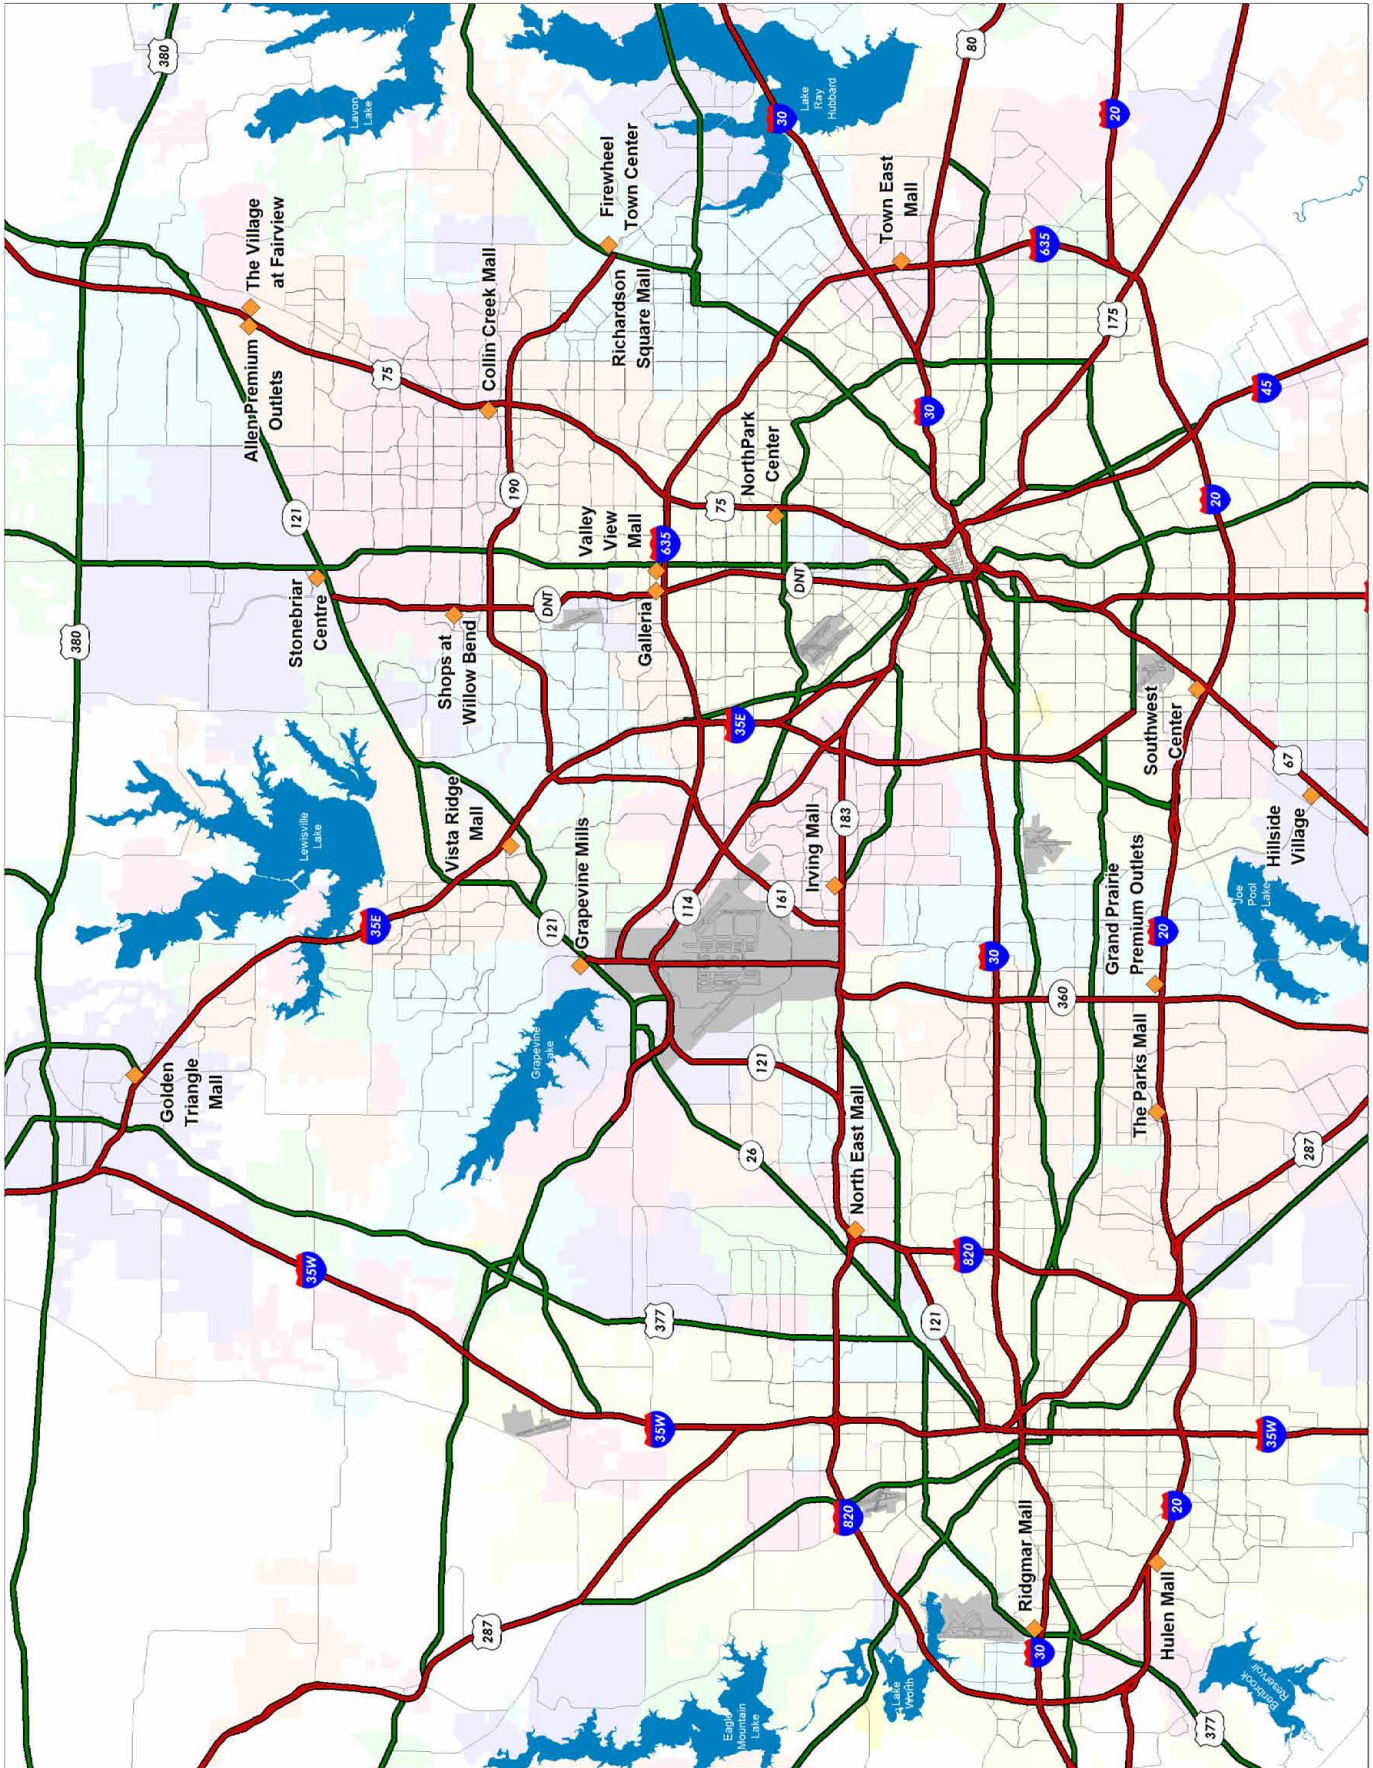 380
Lavon
Lake
Lake
Ray
Hubbard
30
80
20
The Village
at Fairview
Firewheel
Town Center
Town East
Mall
635
Allen Premium
Outlets
75
Collin Creek Mall
Richardson
Square Mall
175
45
30
121
190
75
NorthPark
Center
20
Valley
View
Mall
635
DNT
Stonebriar
Centre
DNT
Galleria
380
Shops at
Willow Bend
35E
Southwest
Center
67
Lewisville
Lake
Vista Ridge
Mall
Irving Mall
183
Hillside
Village
Grapevine Mills
114
161
Grand Prairie
Premium Outlets
Joe
Pool
Lake
35E
121
30
20
360
Golden
Triangle
Mall
Grapevine
Lake
121
The Parks Mall
26
North East Mall
287
35W
820
377
121
35W
35W
820
20
287
Ridgmar Mall
30
Hulen Mall
Eagle
Mountain
Lake
Lake
Worth
Benbrook
Reservoir
377